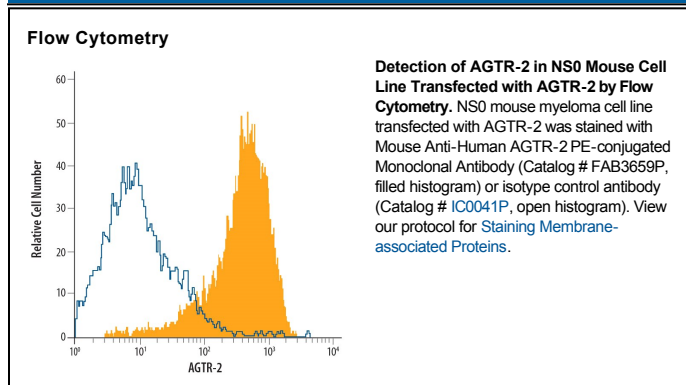 Flow Cytometry
60
50
40
30
20
10
0
Relative Cell Number
10⁰
10¹
10²
10³
10⁴
AGTR-2
Detection of AGTR-2 in NS0 Mouse Cell
Line Transfected with AGTR-2 by Flow
Cytometry. NS0 mouse myeloma cell line
transfected with AGTR-2 was stained with
Mouse Anti-Human AGTR-2 PE-conjugated
Monoclonal Antibody (Catalog # FAB3659P,
filled histogram) or isotype control antibody
(Catalog # IC0041P, open histogram). View
our protocol for Staining Membrane-
associated Proteins.